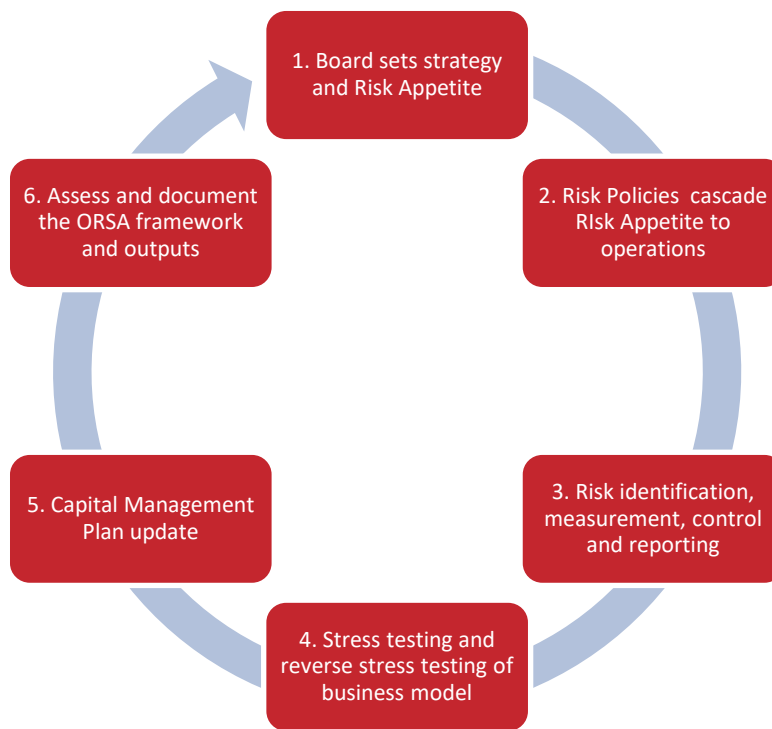 1. Board sets strategy
and Risk Appetite
2. Risk Policies cascade
RIsk Appetite to
operations
3. Risk identification,
measurement, control
and reporting
4. Stress testing and
reverse stress testing of
business model
5. Capital Management
Plan update
6. Assess and document
the ORSA framework
and outputs